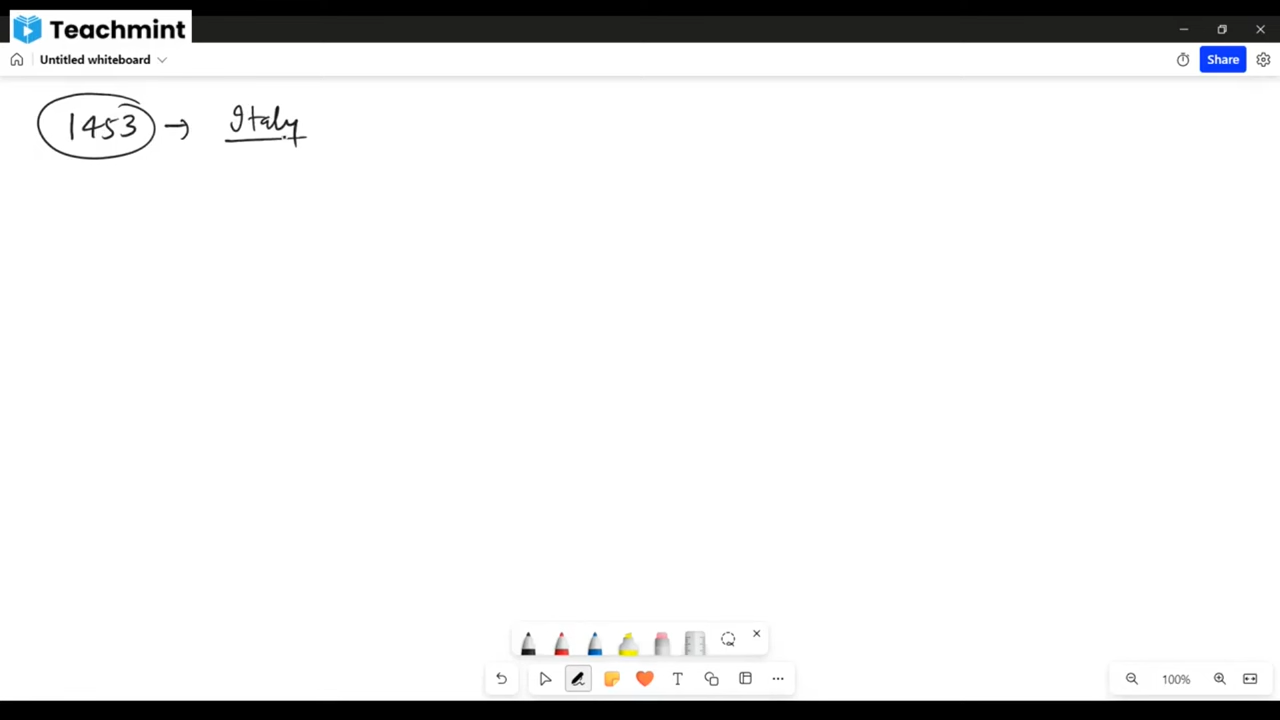 Teachmint
Untitled whiteboard
Share
1453 → Italy
T
100%